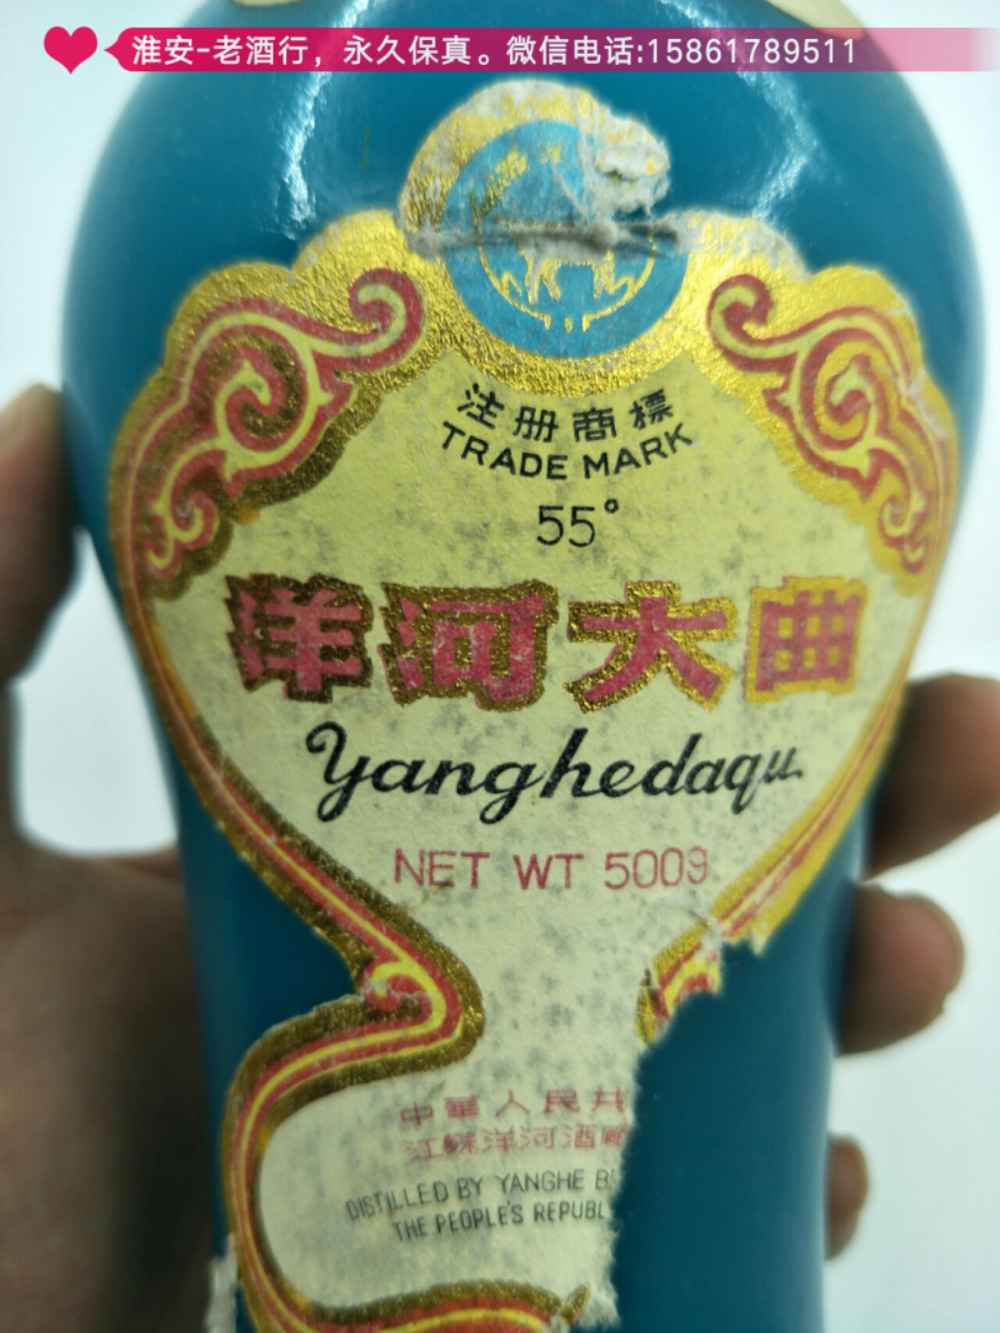 淮安-老酒行，永久保真。微信电话:15861789511
注册商標
TRADE MARK
55°
洋河大曲
Yanghedaqu
NET WT 500g
中華人民共
江蘇洋河酒廠
DISTILLED BY YANGHE
THE PEOPLE'S REPUBL